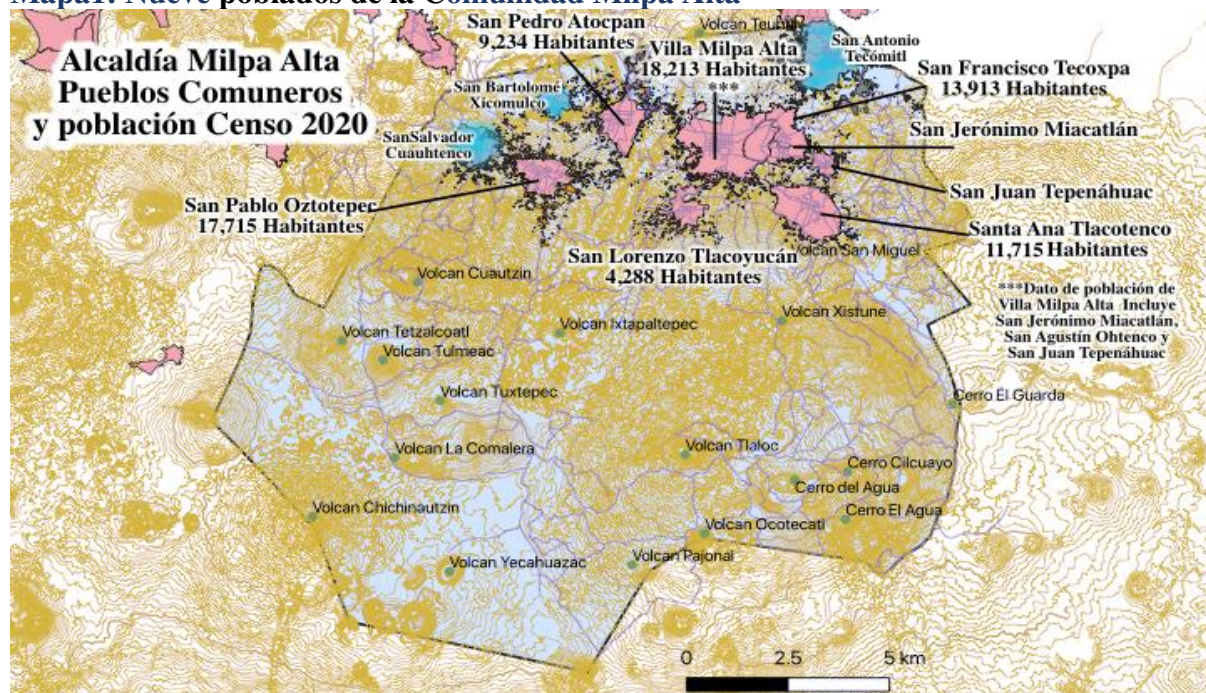 Mapa1. Nueve poblados de la Comunidad Milpa Alta
Alcaldía Milpa Alta
Pueblos Comuneros
y población Censo 2020
San Pedro Atocpan
9,234 Habitantes
Villa Milpa Alta
18,213 Habitantes
***
San Antonio
Tecómitl
San Francisco Tecoxpa
13,913 Habitantes
San Bartolomé
Xicomulco
SanSalvador
Cuauhtenco
San Jerónimo Miacatlán
San Juan Tepenáhuac
San Pablo Oztotepec
17,715 Habitantes
Santa Ana Tlacotenco
11,715 Habitantes
San Lorenzo Tlacoyucán
4,288 Habitantes
Volcan San Miguel
***Dato de población de
Villa Milpa Alta Incluye
San Jerónimo Miacatlán,
San Agustín Ohtenco y
San Juan Tepenáhuac
Volcan Cuautzin
Volcan Xistune
Volcan Tetzalcoatl
Volcan Ixtapaltepec
Volcan Tulmeac
Volcan Tuxtepec
Cerro El Guarda
Volcan La Comalera
Volcan Tlaloc
Cerro Cilcuayo
Cerro del Agua
Volcan Chichinautzin
Volcan Ocotecatl
Cerro El Agua
Volcan Yecahuazac
Volcan Pajonal
0 2.5 5 km